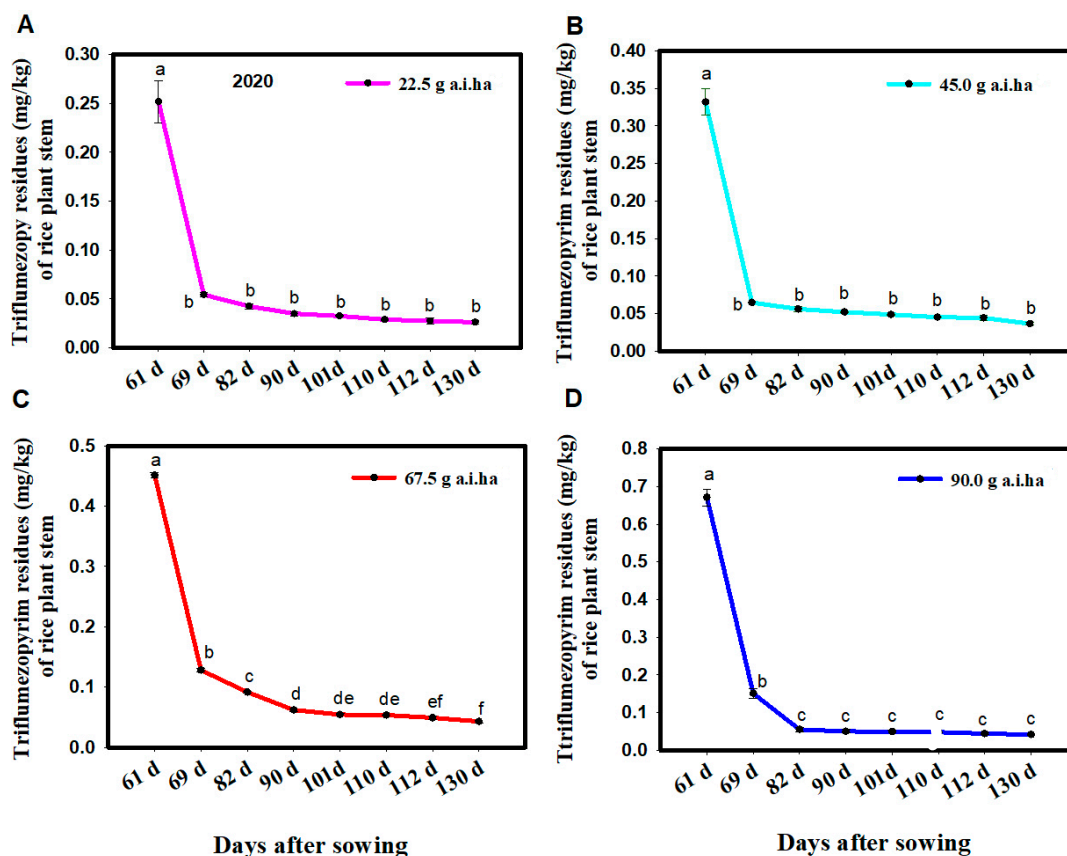 A
Triflumezopy residues (mg/kg)
of rice plant stem
0.30
0.25
0.20
0.15
0.10
0.05
0.00
2020
22.5 g a.i.ha
a
b
b
b
b
b
b
b
61 d
69 d
82 d
90 d
101d
110 d
112 d
130 d
B
Triflumezopyrim residues (mg/kg)
of rice plant stem
0.40
0.35
0.30
0.25
0.20
0.15
0.10
0.05
0.00
45.0 g a.i.ha
a
b
b
b
b
b
b
b
61 d
69 d
82 d
90 d
101d
110 d
112 d
130 d
C
Triflumezopyrim residues (mg/kg)
of rice plant stem
0.5
0.4
0.3
0.2
0.1
0.0
67.5 g a.i.ha
a
b
c
d
de
de
ef
f
61 d
69 d
82 d
90 d
101d
110 d
112 d
130 d
Days after sowing
D
Ttriflumezopyrim residues (mg/kg)
of rice plant stem
0.8
0.7
0.6
0.5
0.4
0.3
0.2
0.1
0.0
90.0 g a.i.ha
a
b
c
c
c
c
c
c
61 d
69 d
82 d
90 d
101d
110 d
112 d
130 d
Days after sowing